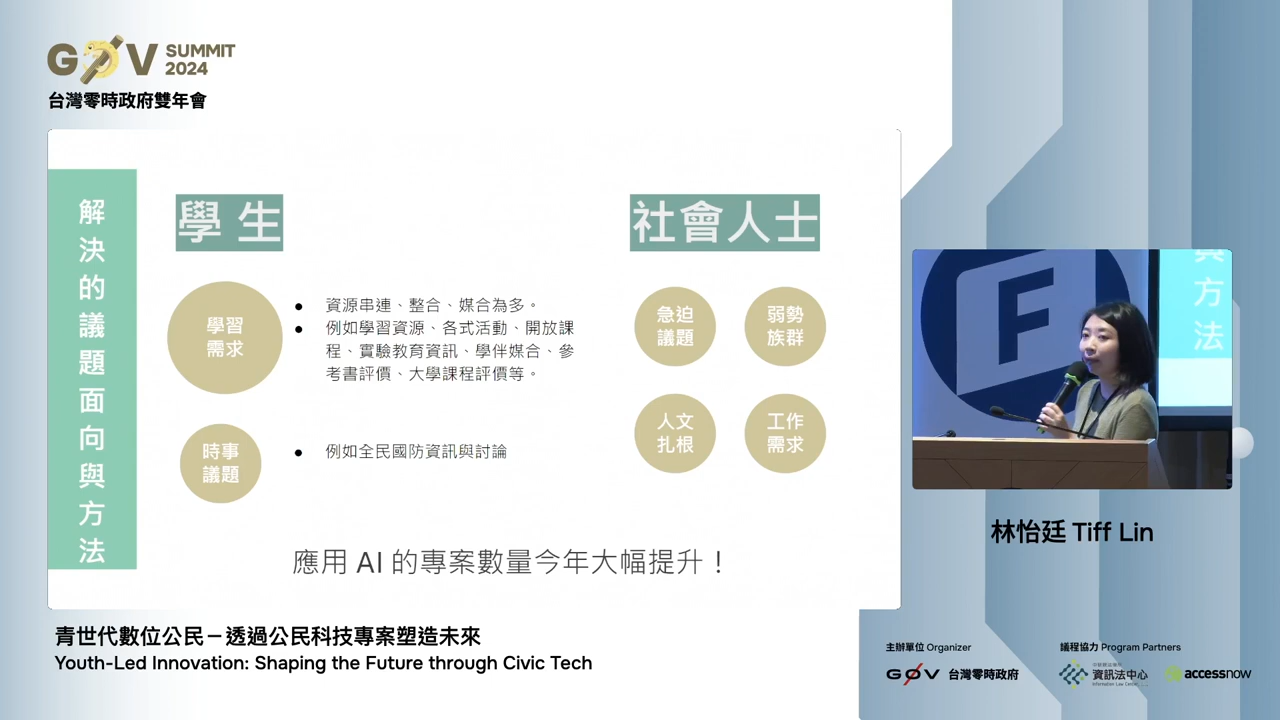 G0V SUMMIT 2024
台灣零時政府雙年會
解決的議題面向與方法
學生
社會人士
學習
需求
資源串連、整合、媒合為多。
例如學習資源、各式活動、開放課
程、實驗教育資訊、學伴媒合、參
考書評價、大學課程評價等。
時事
議題
例如全民國防資訊與討論
急迫
議題
弱勢
族群
人文
扎根
工作
需求
應用 AI 的專案數量今年大幅提升！
F
與方法
林怡廷 Tiff Lin
青世代數位公民－透過公民科技專案塑造未來
Youth-Led Innovation: Shaping the Future through Civic Tech
主辦單位 Organizer
G0V 台灣零時政府
議程協力 Program Partners
資訊法中心
Information Law Center
accessnow